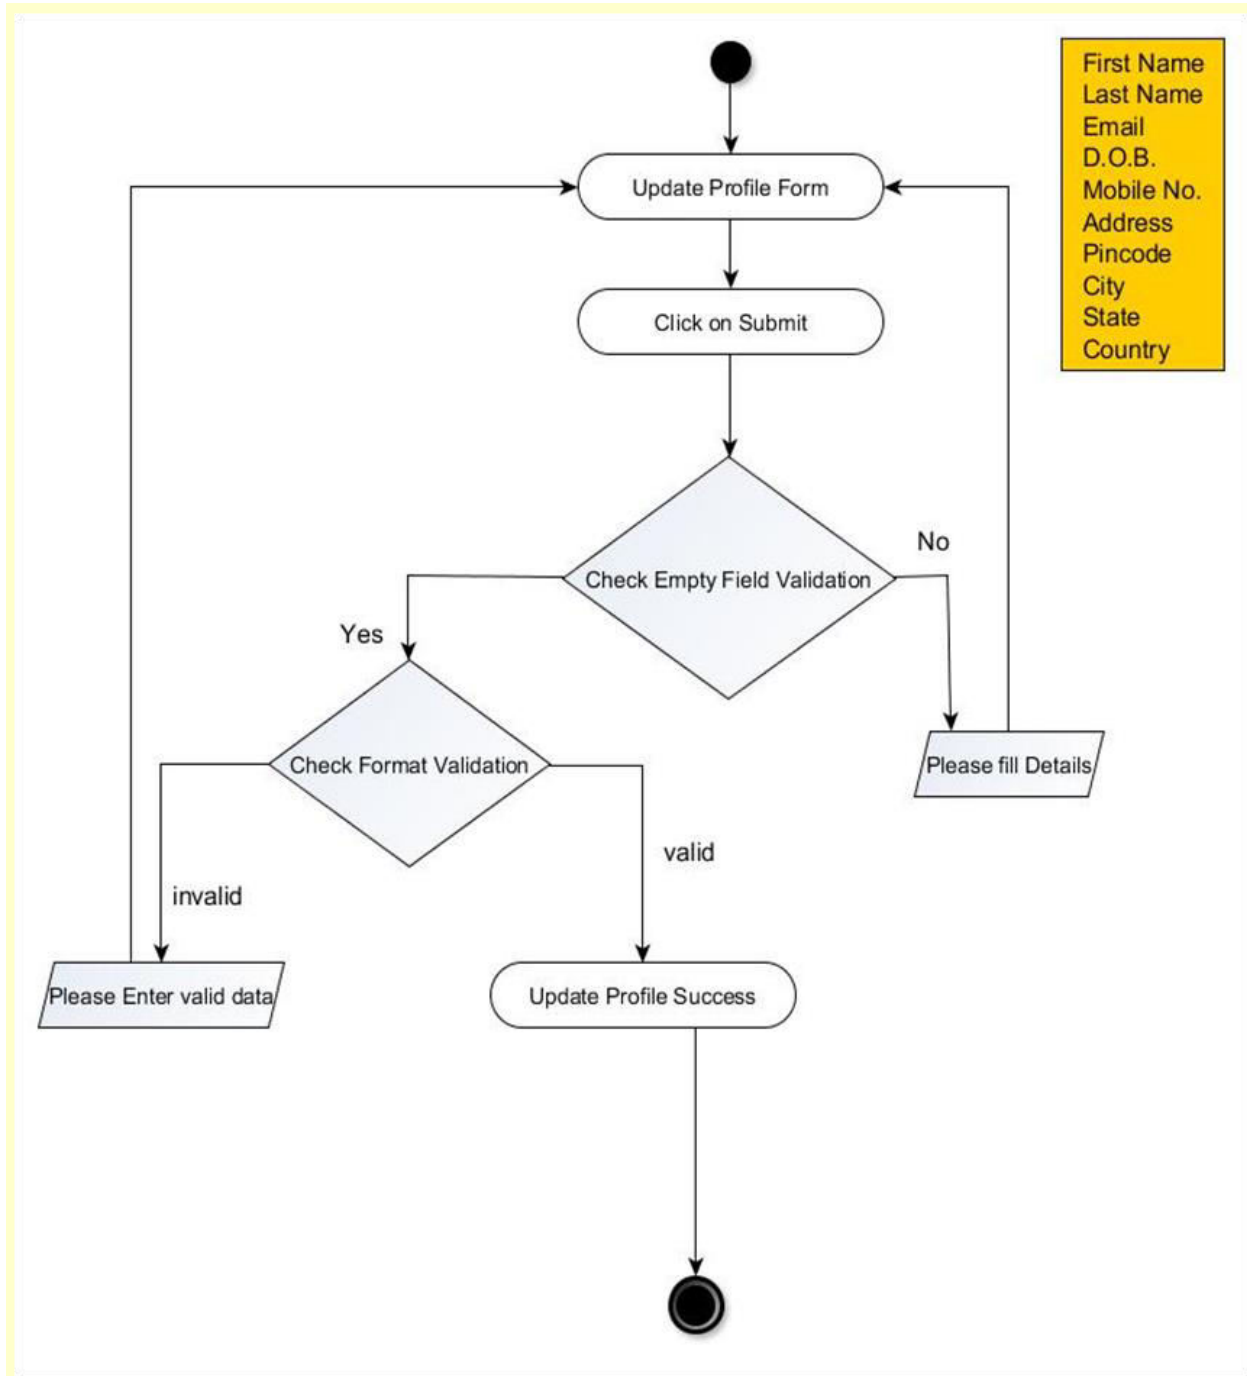 First Name
Last Name
Email
D.O.B.
Mobile No.
Address
Pincode
City
State
Country
Update Profile Form
Click on Submit
Check Empty Field Validation
No
Yes
Check Format Validation
Please fill Details
valid
invalid
Please Enter valid data
Update Profile Success